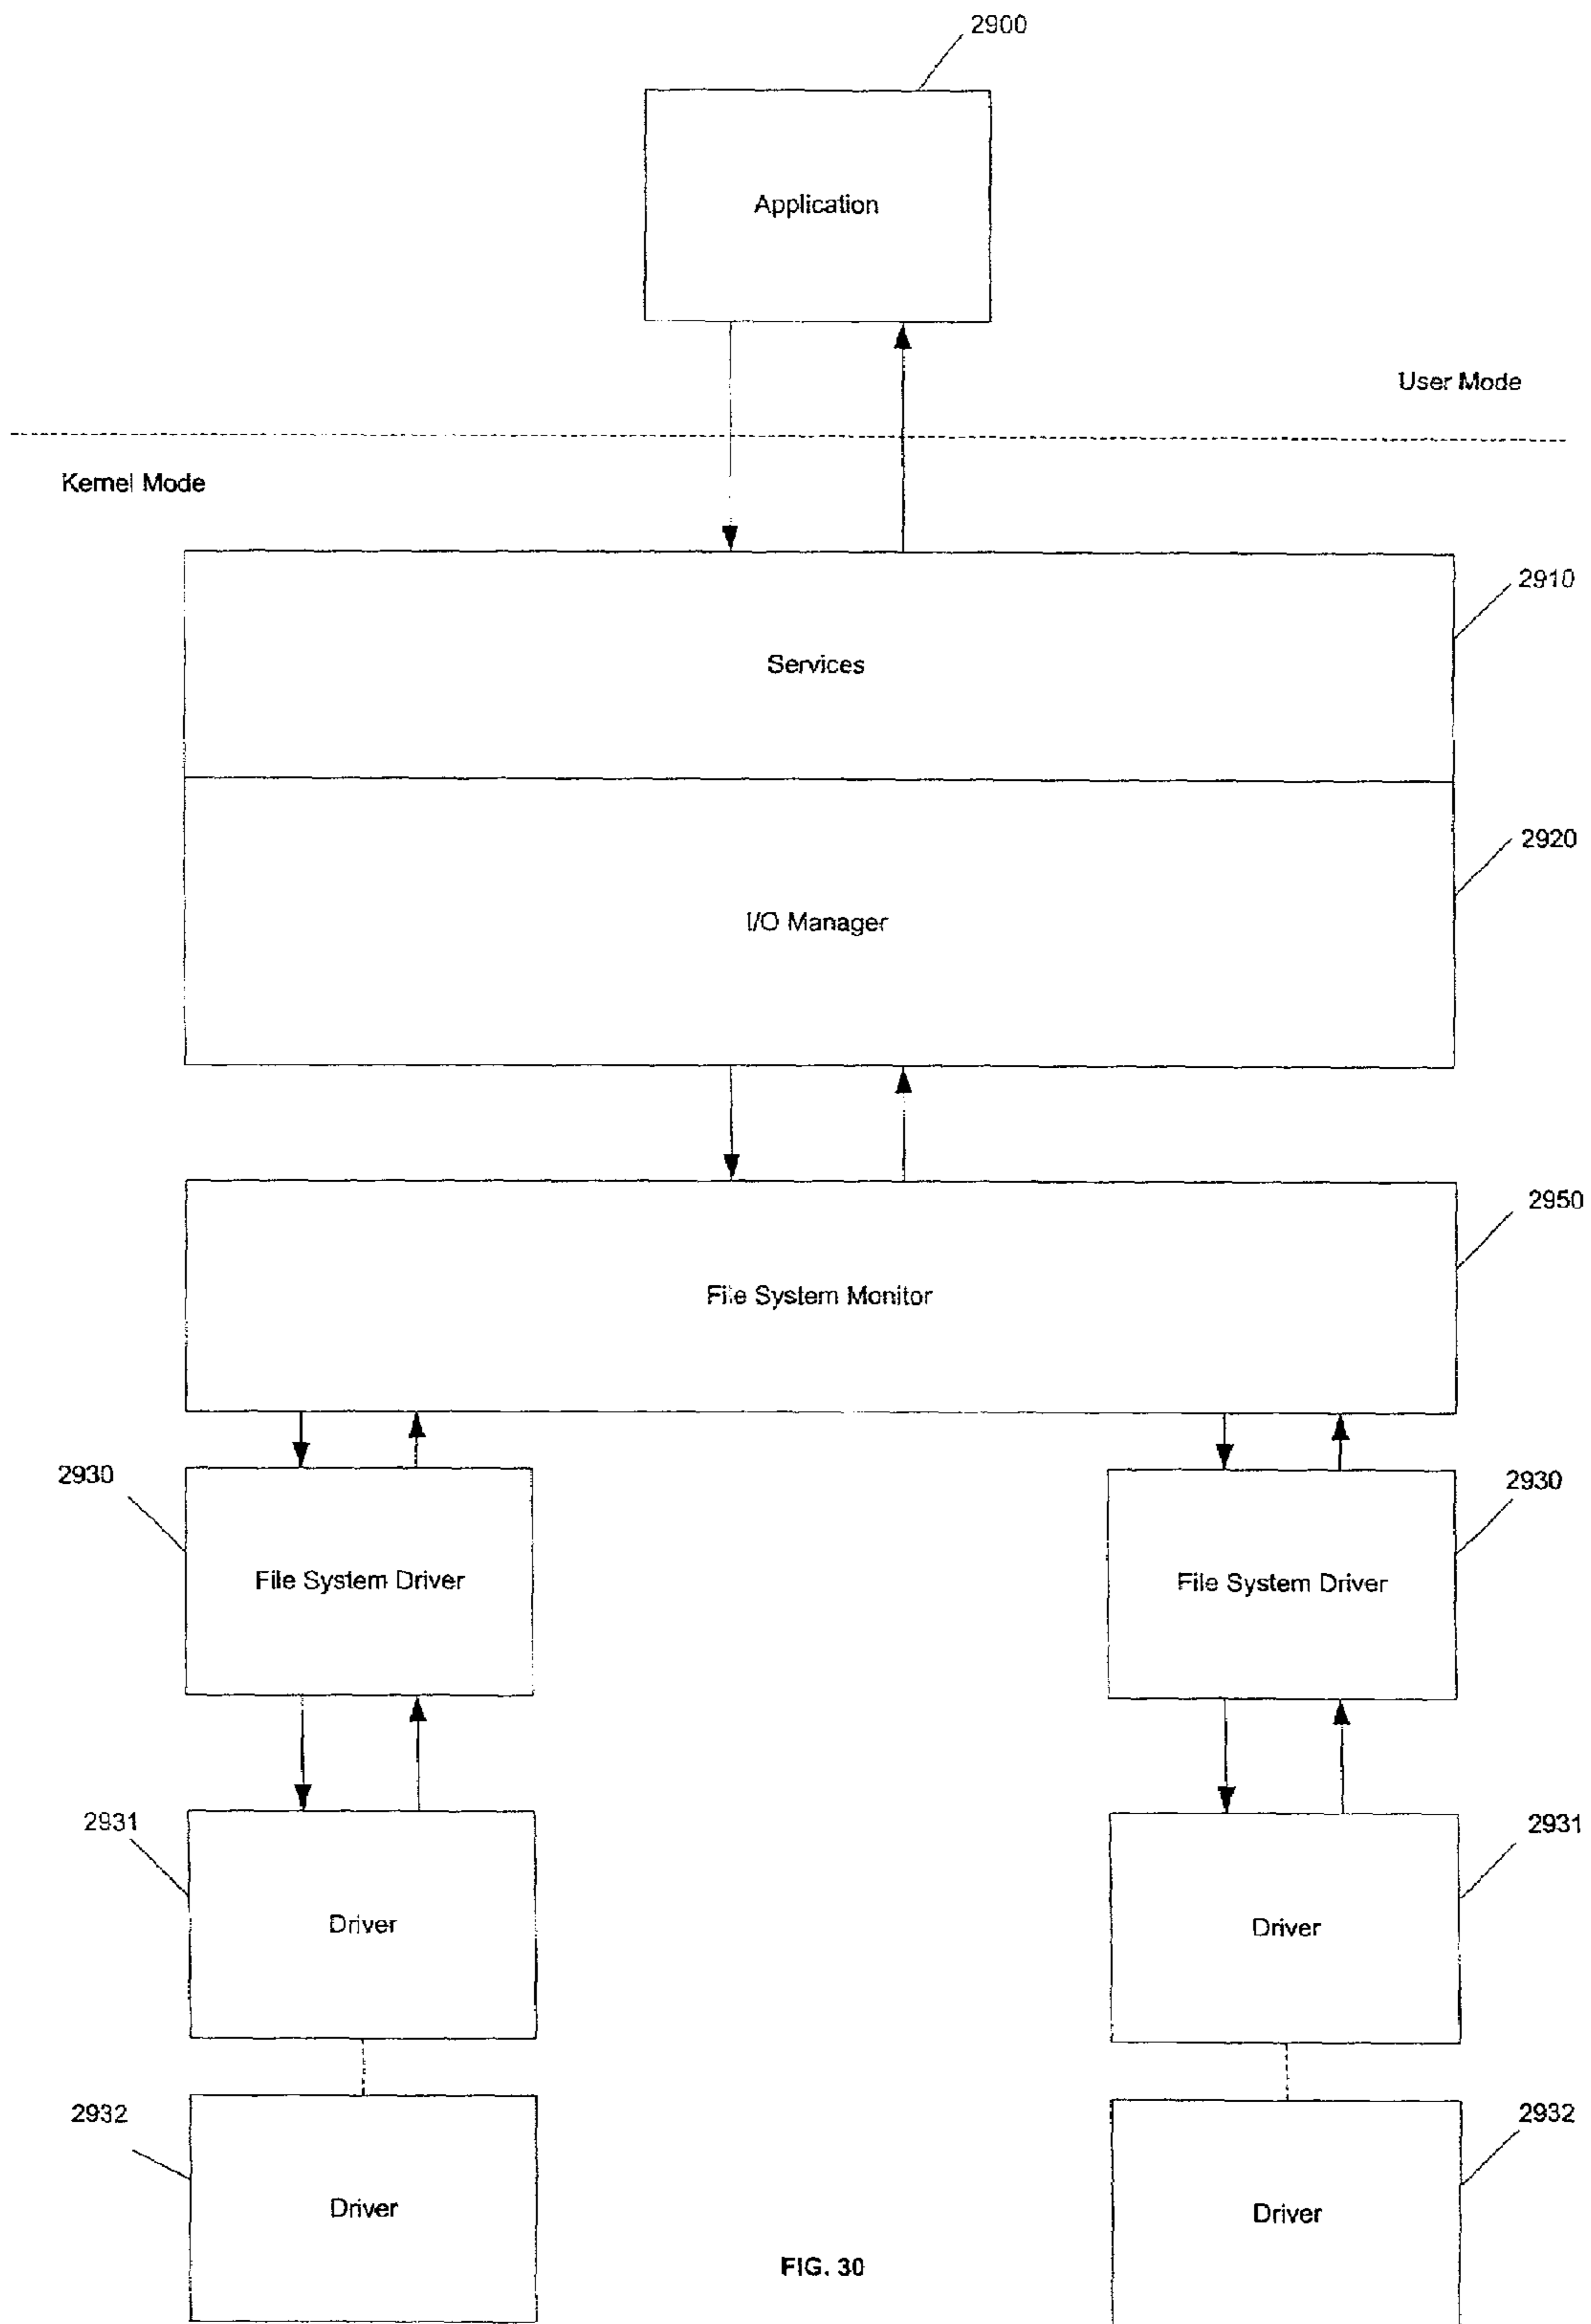 2900
Application
User Mode
Kernel Mode
2910
Services
2920
I/O Manager
2950
File System Monitor
2930
2930
File System Driver
File System Driver
2931
2931
Driver
Driver
2932
2932
Driver
Driver
FIG. 30